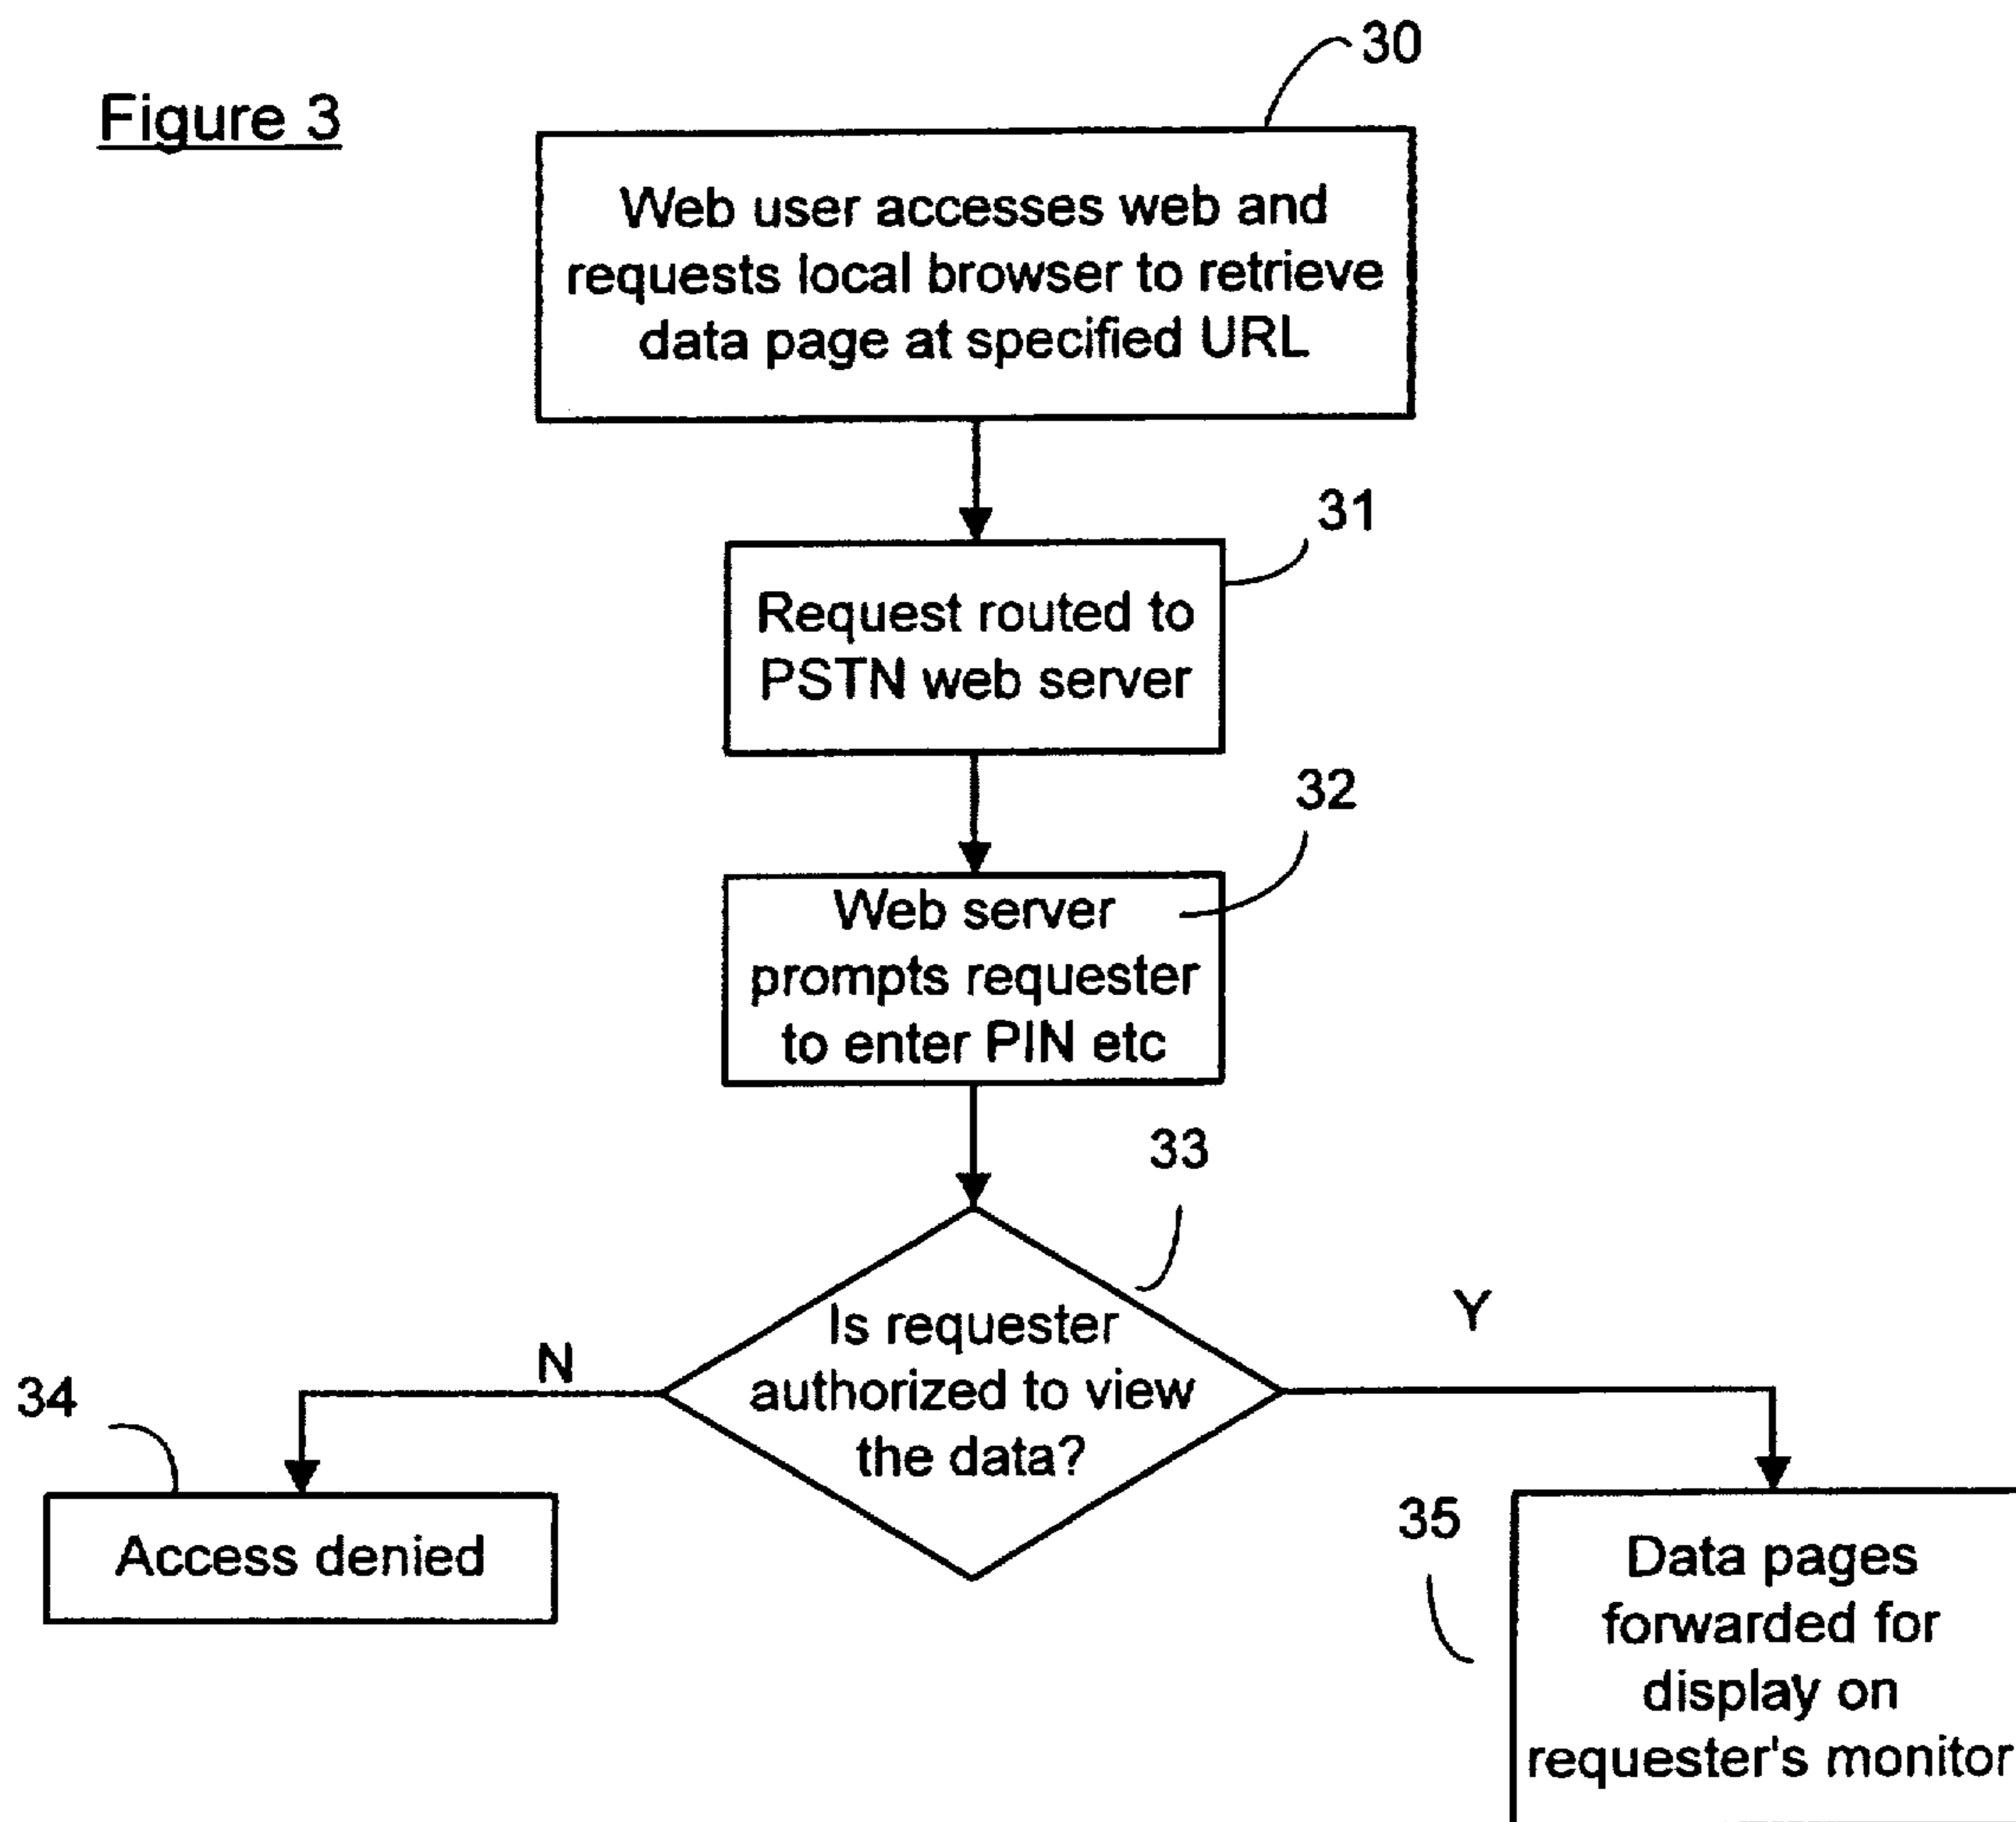 Figure 3
30
Web user accesses web and
requests local browser to retrieve
data page at specified URL
31
Request routed to
PSTN web server
32
Web server
prompts requester
to enter PIN etc
33
Is requester
authorized to view
the data?
N
Y
34
Access denied
35
Data pages
forwarded for
display on
requester's monitor